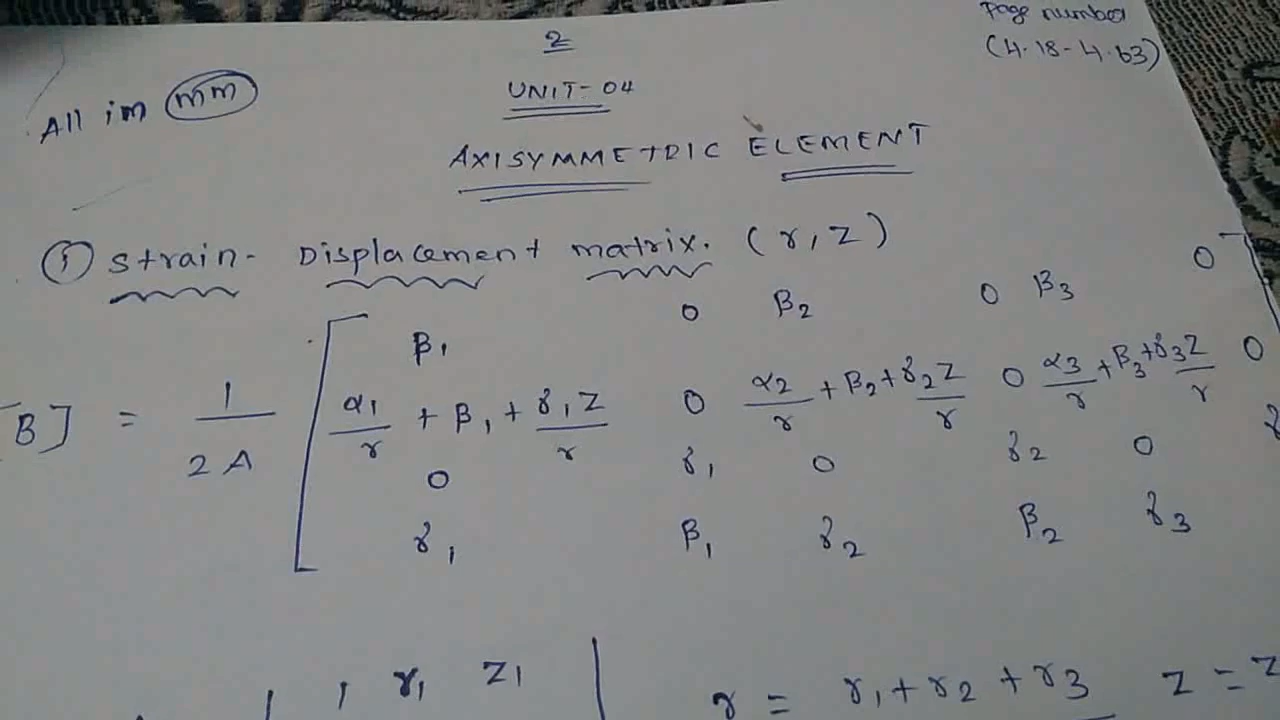 Page number
(4.18-4.63)
2
UNIT-04
All im mm
AXISYMMETRIC ELEMENT
① Strain-Displacement matrix. (r,z)
β₁ 0 β₂ 0 β₃ 0
[B] = 1/2A [ α₁/r + β₁ + γ₁z/r 0 α₂/r + β₂ + γ₂z/r 0 α₃/r + β₃ + γ₃z/r 0
0 γ₁ 0 γ₂ 0
γ₁ β₁ γ₂ β₂ γ₃
1 r₁ z₁
r = r₁+r₂+r₃ z = z